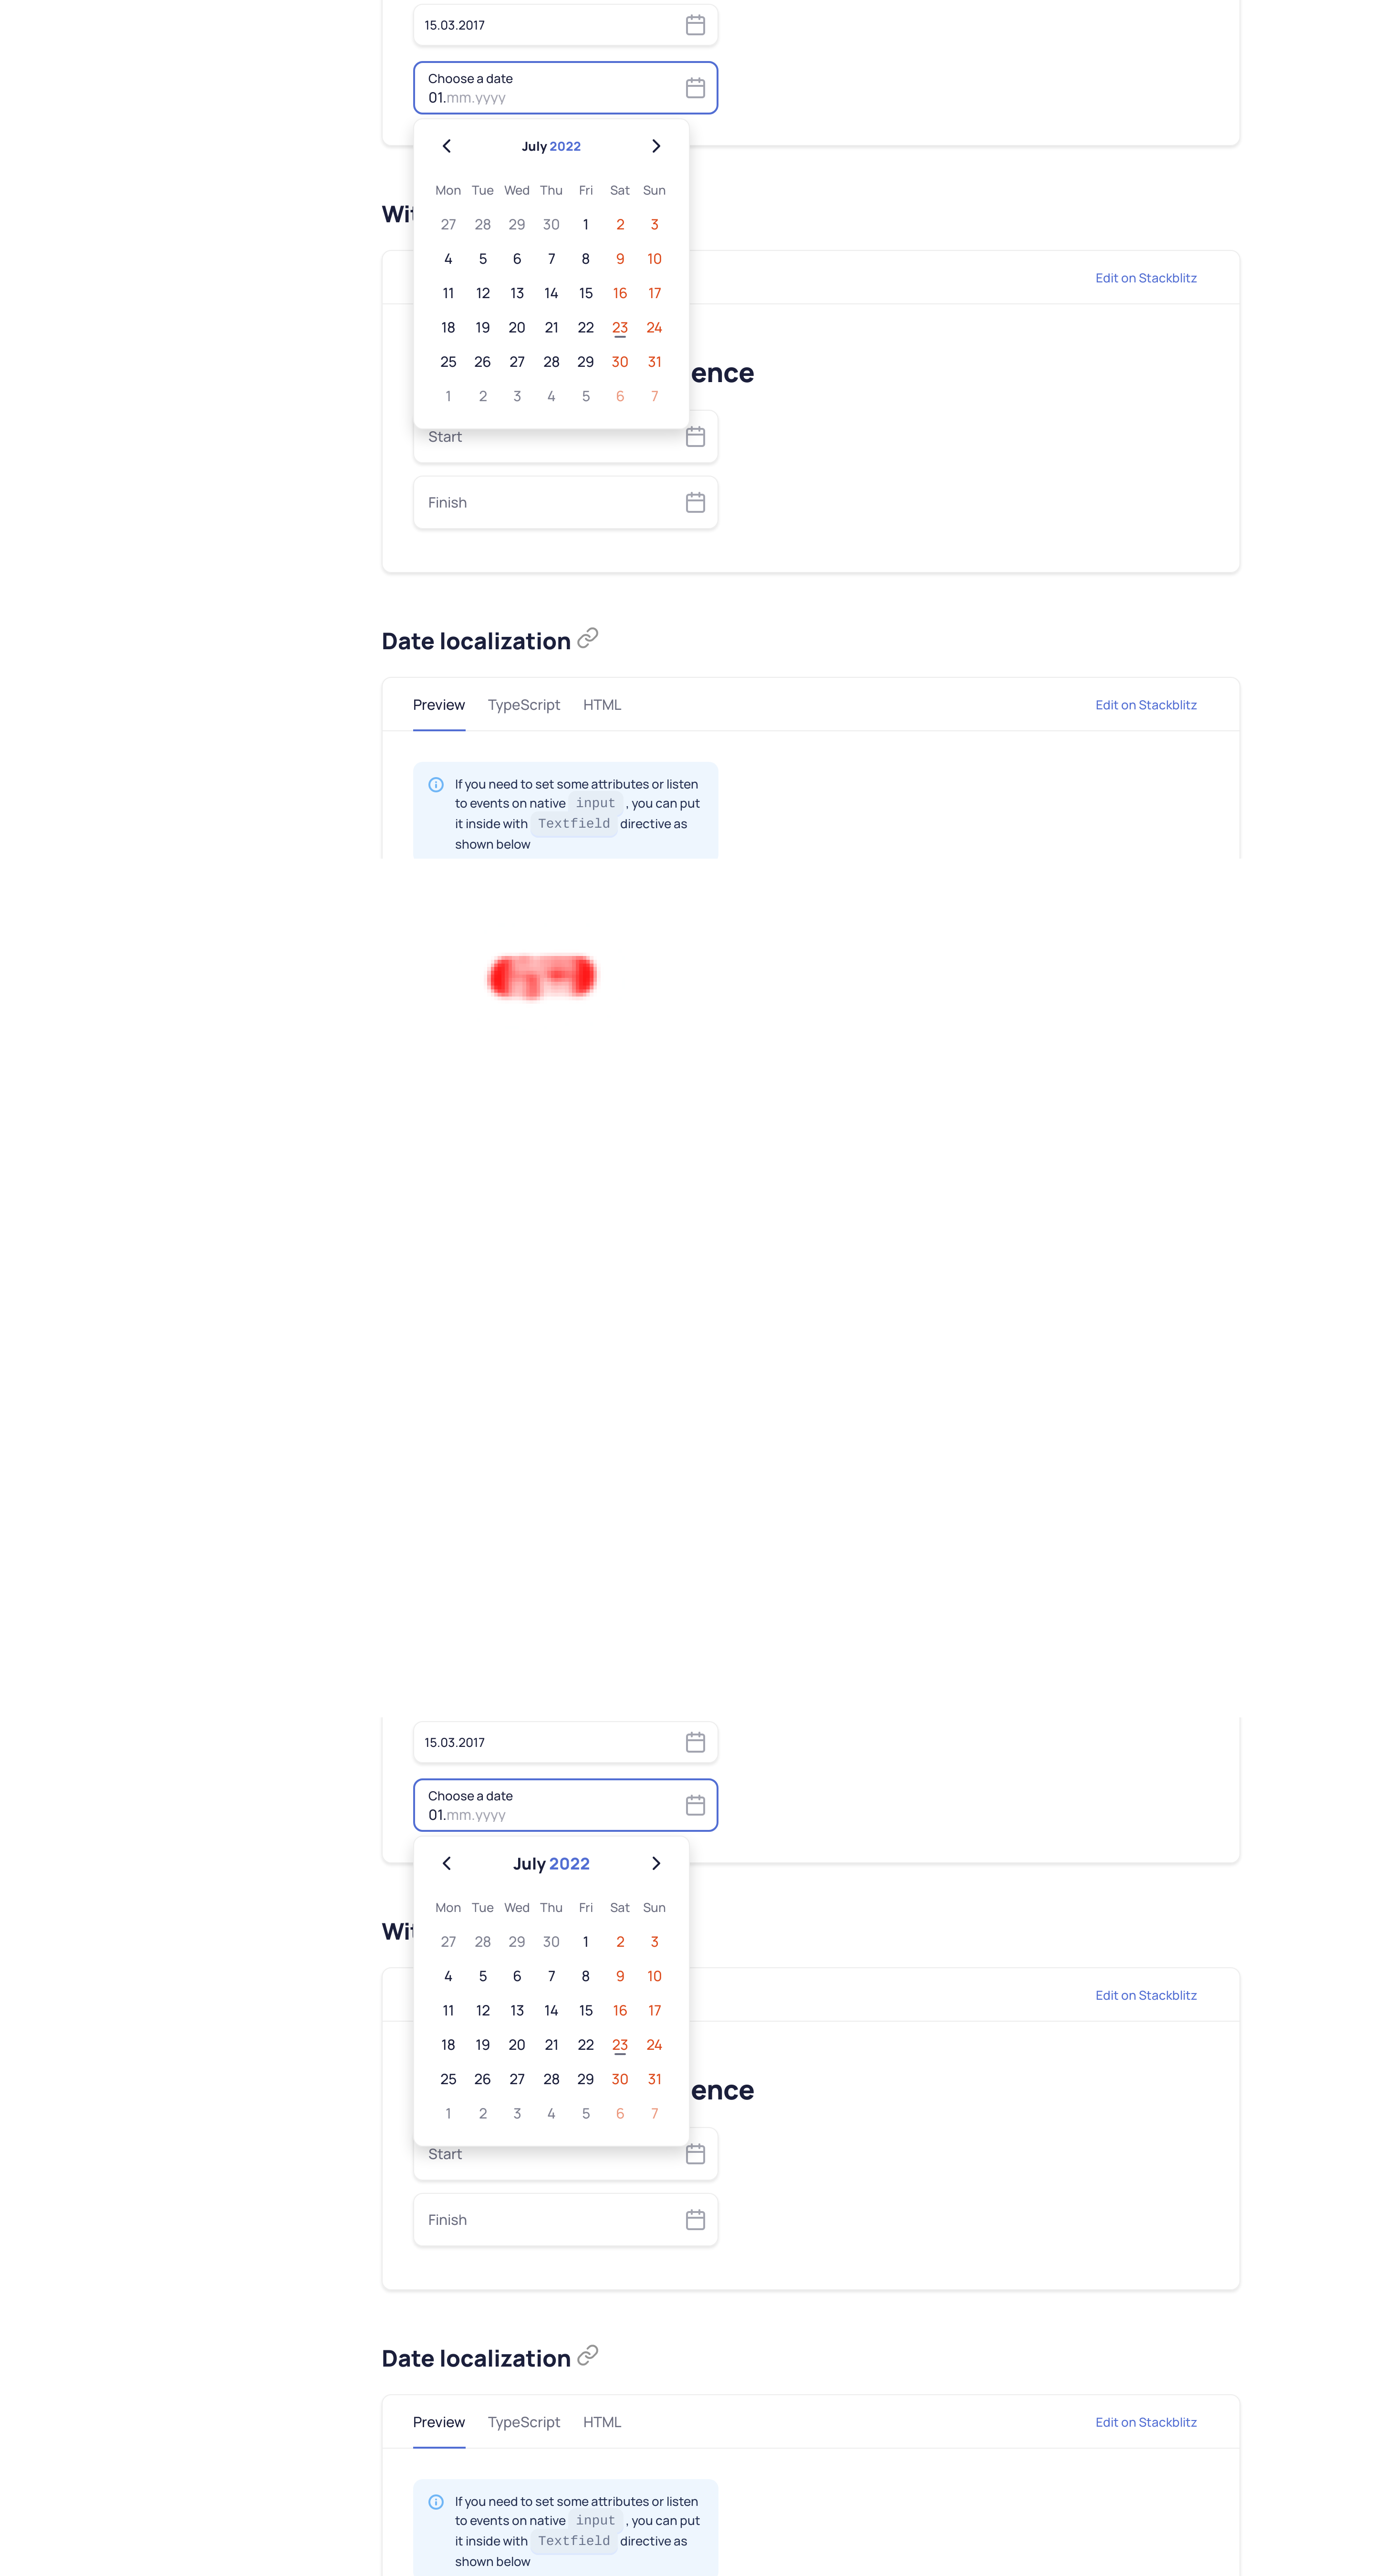 15.03.2017
Choose a date
01.mm.yyyy
July 2022
Mon Tue Wed Thu Fri Sat Sun
27 28 29 30 1 2 3
4 5 6 7 8 9 10
11 12 13 14 15 16 17
18 19 20 21 22 23 24
25 26 27 28 29 30 31
1 2 3 4 5 6 7
Edit on Stackblitz
Start
Finish
Date localization
Preview TypeScript HTML Edit on Stackblitz
If you need to set some attributes or listen
to events on native input , you can put
it inside with Textfield directive as
shown below
15.03.2017
Choose a date
01.mm.yyyy
July 2022
Mon Tue Wed Thu Fri Sat Sun
27 28 29 30 1 2 3
4 5 6 7 8 9 10
11 12 13 14 15 16 17
18 19 20 21 22 23 24
25 26 27 28 29 30 31
1 2 3 4 5 6 7
Edit on Stackblitz
Start
Finish
Date localization
Preview TypeScript HTML Edit on Stackblitz
If you need to set some attributes or listen
to events on native input , you can put
it inside with Textfield directive as
shown below